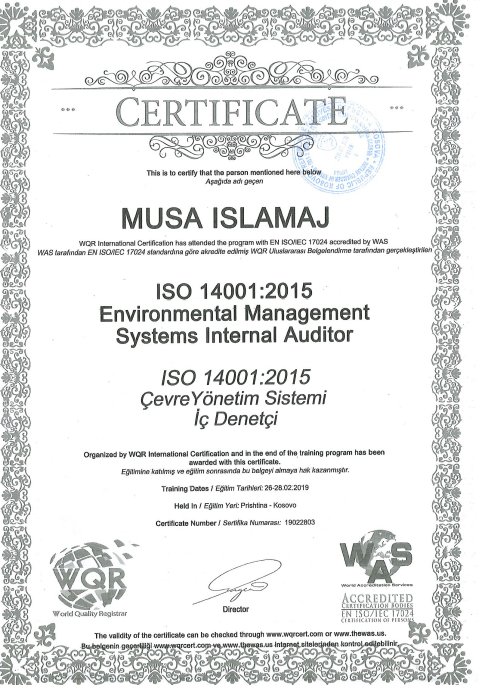 CERTIFICATE
This is to certify that the person mentioned here below
Aşağıda adı geçen
MUSA ISLAMAJ
WQR International Certification has attended the program with EN ISO/IEC 17024 accredited by WAS
WAS tarafından EN ISO/IEC 17024 standardına göre akredite edilmiş WQR Uluslararası Belgelendirme tarafından gerçekleştirilen
ISO 14001:2015
Environmental Management
Systems Internal Auditor
ISO 14001:2015
ÇevreYönetim Sistemi
İç Denetçi
Organized by WQR International Certification and in the end of the training program has been
awarded with this certificate.
Eğitimine katılmış ve eğitim sonrasında bu belgeyi almaya hak kazanmıştır.
Training Dates / Eğitim Tarihleri: 26-28.02.2019
Held In / Eğitim Yeri: Prishtina - Kosovo
Certificate Number / Sertifika Numarası: 19022803
WQR
World Quality Registrar
Director
WAS
World Accreditation Services
ACCREDITED
CERTIFICATION BODIES
EN ISO/IEC 17024
CERTIFICATION OF PERSONS
The validity of the certificate can be checked through www.wqrcert.com or www.thewas.us.
Bu belgenin geçerliliği www.wqrcert.com ve www.thewas.us internet sitelerinden kontrol edilebilir.